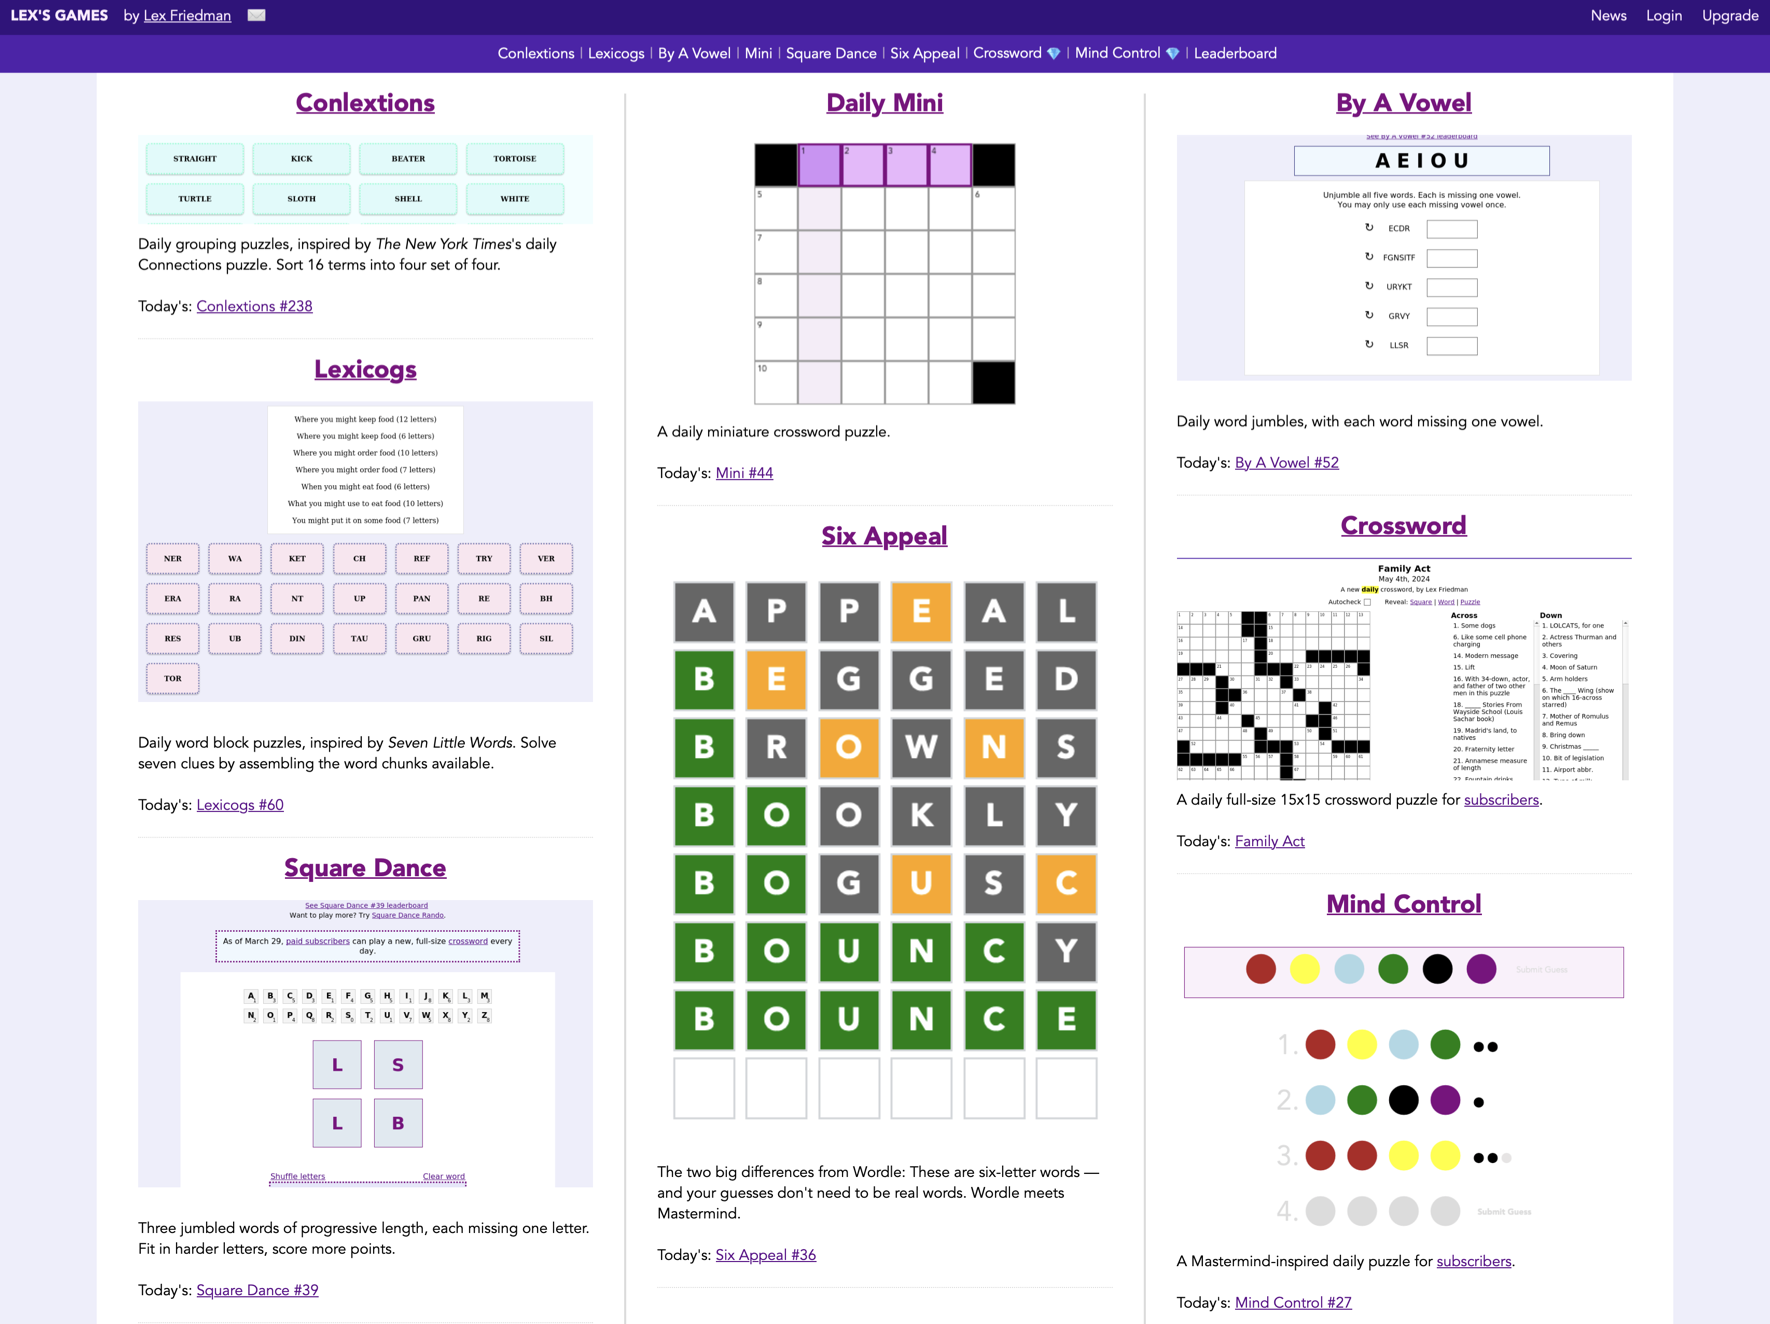 LEX'S GAMES by Lex Friedman
News Login Upgrade
Conlextions | Lexicogs | By A Vowel | Mini | Square Dance | Six Appeal | Crossword 💎 | Mind Control 💎 | Leaderboard
Conlextions
STRAIGHT KICK BEATER TORTOISE
TURTLE SLOTH SHELL WHITE
Daily grouping puzzles, inspired by The New York Times's daily
Connections puzzle. Sort 16 terms into four set of four.
Today's: Conlextions #238
Lexicogs
Where you might keep food (12 letters)
Where you might keep food (6 letters)
Where you might order food (10 letters)
Where you might order food (7 letters)
When you might eat food (6 letters)
What you might use to eat food (10 letters)
You might put it on some food (7 letters)
NER WA KET CH REF TRY VER
ERA RA NT UP PAN RE BH
RES UB DIN TAU GRU RIG SIL
TOR
Daily word block puzzles, inspired by Seven Little Words. Solve
seven clues by assembling the word chunks available.
Today's: Lexicogs #60
Square Dance
See Square Dance #39 leaderboard
Want to play more? Try Square Dance Rando.
As of March 29, paid subscribers can play a new, full-size crossword every
day.
A B C D E F G H I J K L M
N O P Q R S T U V W X Y Z
L S
L B
Shuffle letters Clear word
Three jumbled words of progressive length, each missing one letter.
Fit in harder letters, score more points.
Today's: Square Dance #39
Daily Mini
1 2 3 4
5 6
7
8
9
10
A daily miniature crossword puzzle.
Today's: Mini #44
Six Appeal
A P P E A L
B E G G E D
B R O W N S
B O O K L Y
B O G U S C
B O U N C Y
B O U N C E
The two big differences from Wordle: These are six-letter words —
and your guesses don't need to be real words. Wordle meets
Mastermind.
Today's: Six Appeal #36
By A Vowel
See By A Vowel #52 leaderboard
A E I O U
Unjumble all five words. Each is missing one vowel.
You may only use each missing vowel once.
↻ ECDR
↻ FGNSITF
↻ URYKT
↻ GRVY
↻ LLSR
Daily word jumbles, with each word missing one vowel.
Today's: By A Vowel #52
Crossword
Family Act
May 4th, 2024
A new daily crossword, by Lex Friedman
Autocheck Reveal: Square | Word | Puzzle
Across
1. Some dogs
6. Like some cell phone
charging
14. Modern message
15. Lift
16. With 34-down, actor,
and father of two other
men in this puzzle
18. ____ Stories From
Wayside School (Louis
Sachar book)
19. Madrid's land, to
natives
20. Fraternity letter
21. Annamese measure
of length
22. Fountain drinks
Down
1. LOLCATS, for one
2. Actress Thurman and
others
3. Covering
4. Moon of Saturn
5. Arm holders
6. The ____ Wing (show
on which 16-across
starred)
7. Mother of Romulus
and Remus
8. Bring down
9. Christmas ____
10. Bit of legislation
11. Airport abbr.
A daily full-size 15x15 crossword puzzle for subscribers.
Today's: Family Act
Mind Control
Submit Guess
1.
2.
3.
4. Submit Guess
A Mastermind-inspired daily puzzle for subscribers.
Today's: Mind Control #27